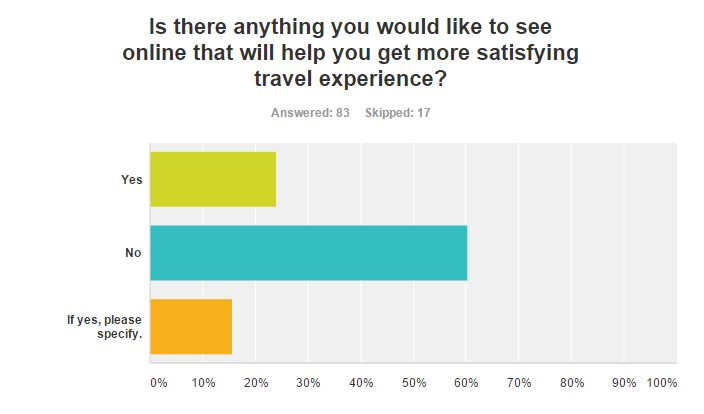 Is there anything you would like to see
online that will help you get more satisfying
travel experience?
Answered: 83 Skipped: 17
Yes
No
If yes, please
specify.
0% 10% 20% 30% 40% 50% 60% 70% 80% 90% 100%